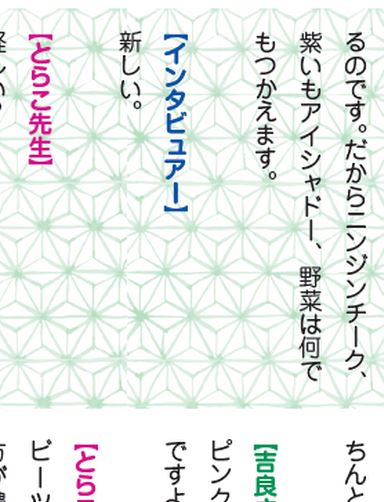 るのです。だからニンジンチーク、
紫いもアイシャドー、野菜は何で
もつかえます。
【インタビュアー】
新しい。
【とらこ先生】
ちんと
【吉良
ピンク
ですよ
【とら
ビーツ